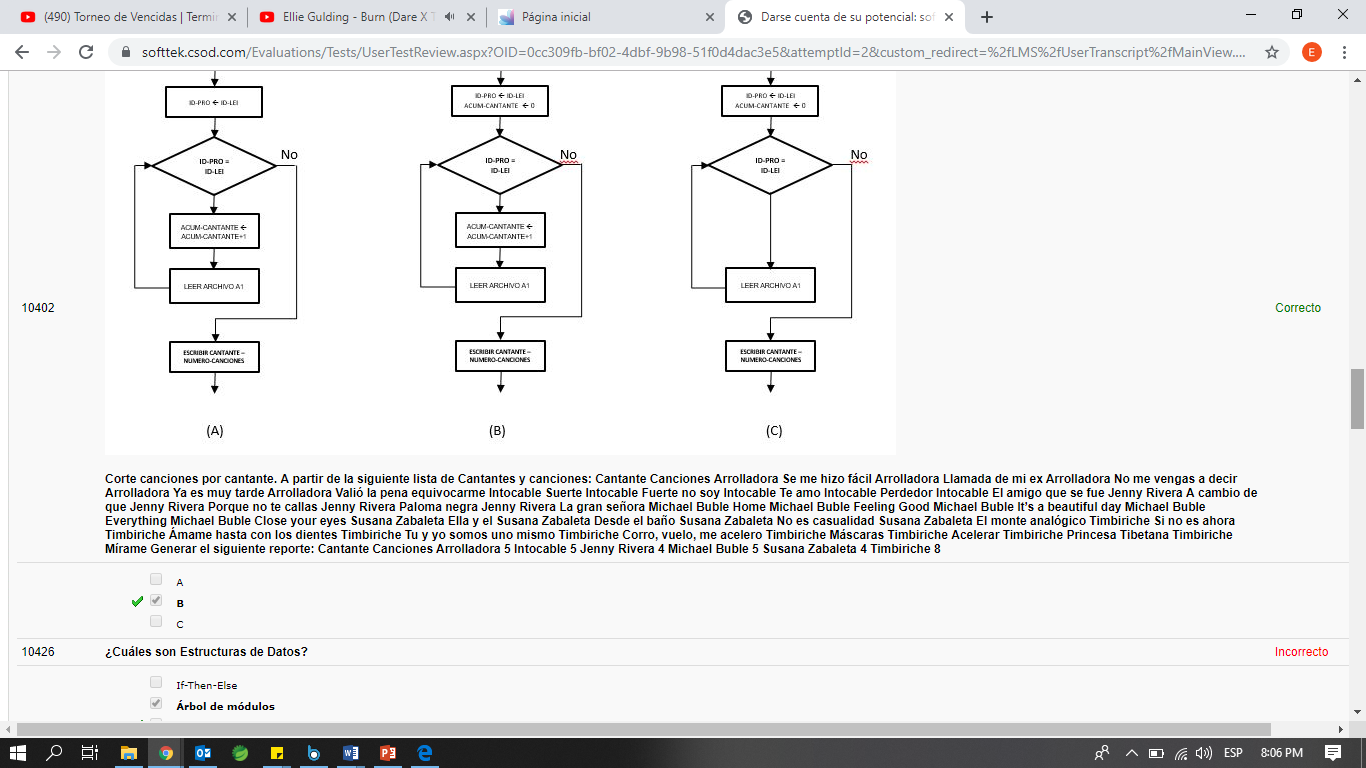 (490) Torneo de Vencidas | Termi
Ellie Gulding - Burn (Dare X T
Página inicial
Darse cuenta de su potencial: sof
softtek.csod.com/Evaluations/Tests/UserTestReview.aspx?OID=0cc309fb-bf02-4dbf-9b98-51f0d4dac3e5&attemptId=2&custom_redirect=%2fLMS%2fUserTranscript%2fMainView....
E
ID-PRO ← ID-LEI
ID-PRO =
ID-LEI
No
ACUM-CANTANTE ←
ACUM-CANTANTE+1
LEER ARCHIVO A1
ESCRIBIR CANTANTE –
NUMERO-CANCIONES
(A)
ID-PRO ← ID-LEI
ACUM-CANTANTE ← 0
ID-PRO =
ID-LEI
No
ACUM-CANTANTE ←
ACUM-CANTANTE+1
LEER ARCHIVO A1
ESCRIBIR CANTANTE –
NUMERO-CANCIONES
(B)
ID-PRO ← ID-LEI
ACUM-CANTANTE ← 0
ID-PRO =
ID-LEI
No
LEER ARCHIVO A1
ESCRIBIR CANTANTE –
NUMERO-CANCIONES
(C)
10402
Correcto
Corte canciones por cantante. A partir de la siguiente lista de Cantantes y canciones: Cantante Canciones Arrolladora Se me hizo fácil Arrolladora Llamada de mi ex Arrolladora No me vengas a decir
Arrolladora Ya es muy tarde Arrolladora Valió la pena equivocarme Intocable Suerte Intocable Fuerte no soy Intocable Te amo Intocable Perdedor Intocable El amigo que se fue Jenny Rivera A cambio de
que Jenny Rivera Porque no te callas Jenny Rivera Paloma negra Jenny Rivera La gran señora Michael Buble Home Michael Buble Feeling Good Michael Buble It's a beautiful day Michael Buble
Everything Michael Buble Close your eyes Susana Zabaleta Ella y el Susana Zabaleta Desde el baño Susana Zabaleta No es casualidad Susana Zabaleta El monte analógico Timbiriche Si no es ahora
Timbiriche Ámame hasta con los dientes Timbiriche Tu y yo somos uno mismo Timbiriche Corro, vuelo, me acelero Timbiriche Máscaras Timbiriche Acelerar Timbiriche Princesa Tibetana Timbiriche
Mírame Generar el siguiente reporte: Cantante Canciones Arrolladora 5 Intocable 5 Jenny Rivera 4 Michael Buble 5 Susana Zabaleta 4 Timbiriche 8
A
B
C
10426
¿Cuáles son Estructuras de Datos?
Incorrecto
If-Then-Else
Árbol de módulos
ESP
8:06 PM